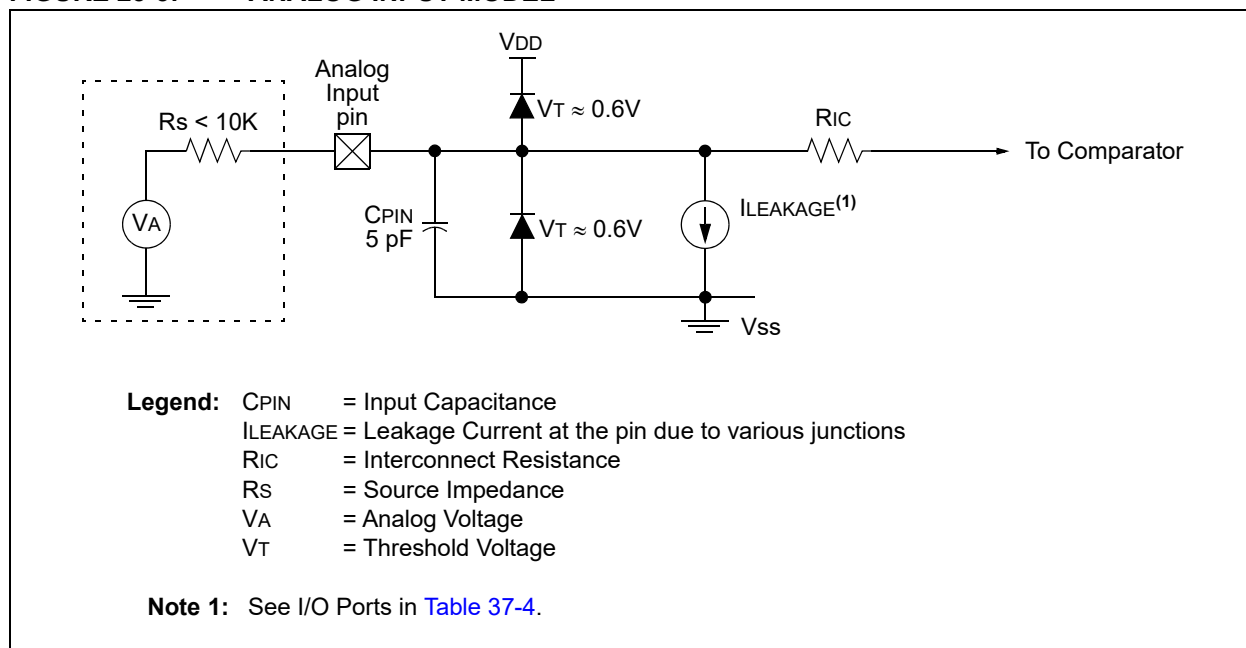 VDD
Analog
Input
pin
Rs < 10K
VT ≈ 0.6V
RIC
To Comparator
VA
CPIN
5 pF
VT ≈ 0.6V
ILEAKAGE(1)
Vss
Legend: CPIN = Input Capacitance
ILEAKAGE = Leakage Current at the pin due to various junctions
RIC = Interconnect Resistance
RS = Source Impedance
VA = Analog Voltage
VT = Threshold Voltage
Note 1: See I/O Ports in Table 37-4.